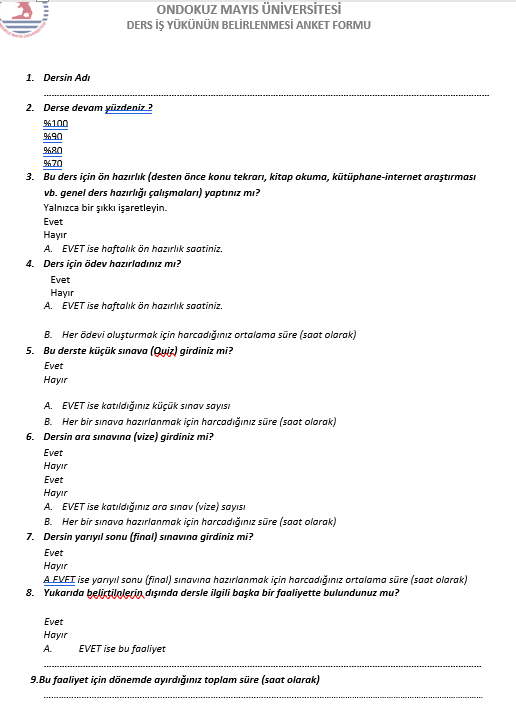 ONDOKUZ MAYIS ÜNİVERSİTESİ
DERS İŞ YÜKÜNÜN BELİRLENMESİ ANKET FORMU
1. Dersin Adı
2. Derse devam yüzdeniz ?
%100
%90
%80
%70
3. Bu ders için ön hazırlık (desten önce konu tekrarı, kitap okuma, kütüphane-internet araştırması
vb. genel ders hazırlığı çalışmaları) yaptınız mı?
Yalnızca bir şıkkı işaretleyin.
Evet
Hayır
A. EVET ise haftalık ön hazırlık saatiniz.
4. Ders için ödev hazırladınız mı?
Evet
Hayır
A. EVET ise haftalık ön hazırlık saatiniz.
B. Her ödevi oluşturmak için harcadığınız ortalama süre (saat olarak)
5. Bu derste küçük sınava (Quiz) girdiniz mi?
Evet
Hayır
A. EVET ise katıldığınız küçük sınav sayısı
B. Her bir sınava hazırlanmak için harcadığınız süre (saat olarak)
6. Dersin ara sınavına (vize) girdiniz mi?
Evet
Hayır
Evet
Hayır
A. EVET ise katıldığınız ara sınav (vize) sayısı
B. Her bir sınava hazırlanmak için harcadığınız süre (saat olarak)
7. Dersin yarıyıl sonu (final) sınavına girdiniz mi?
Evet
Hayır
A.EVET ise yarıyıl sonu (final) sınavına hazırlanmak için harcadığınız ortalama süre (saat olarak)
8. Yukarıda belirtilnlerin dışında dersle ilgili başka bir faaliyette bulundunuz mu?
Evet
Hayır
A. EVET ise bu faaliyet
9.Bu faaliyet için dönemde ayırdığınız toplam süre (saat olarak)